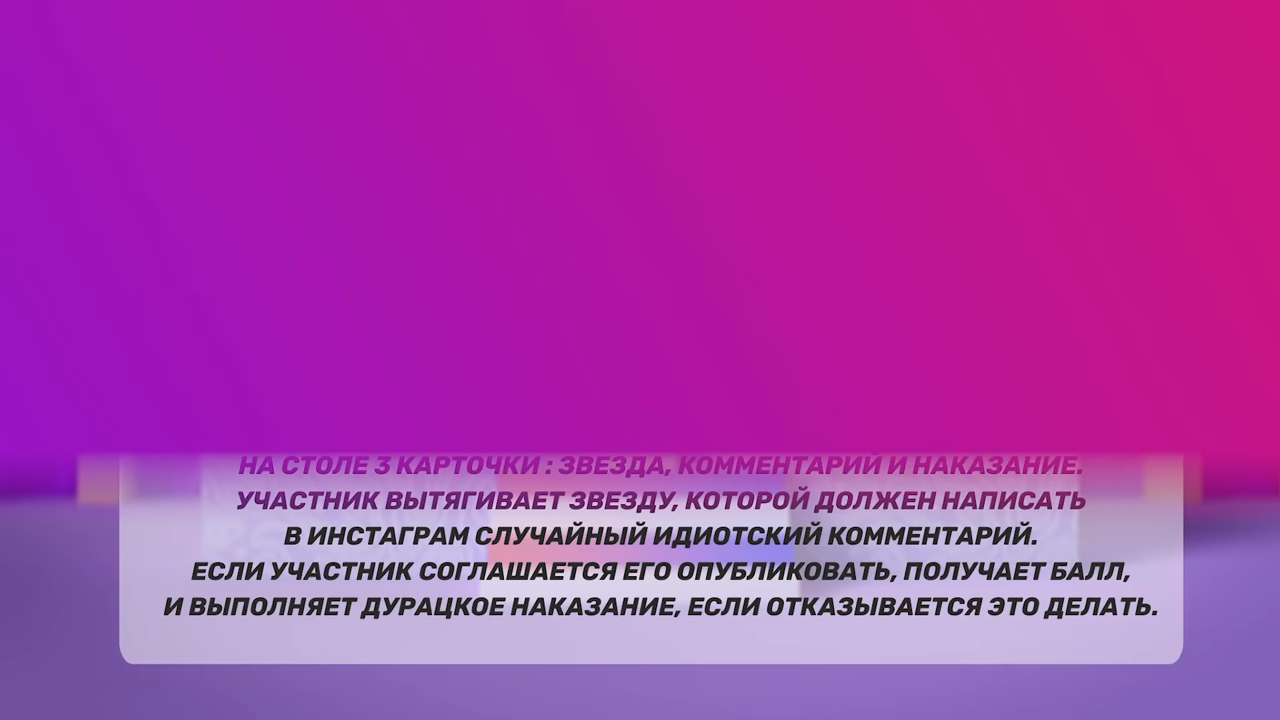 НА СТОЛЕ 3 КАРТОЧКИ : ЗВЕЗДА, КОММЕНТАРИЙ И НАКАЗАНИЕ.
УЧАСТНИК ВЫТЯГИВАЕТ ЗВЕЗДУ, КОТОРОЙ ДОЛЖЕН НАПИСАТЬ
В ИНСТАГРАМ СЛУЧАЙНЫЙ ИДИОТСКИЙ КОММЕНТАРИЙ.
ЕСЛИ УЧАСТНИК СОГЛАШАЕТСЯ ЕГО ОПУБЛИКОВАТЬ, ПОЛУЧАЕТ БАЛЛ,
И ВЫПОЛНЯЕТ ДУРАЦКОЕ НАКАЗАНИЕ, ЕСЛИ ОТКАЗЫВАЕТСЯ ЭТО ДЕЛАТЬ.